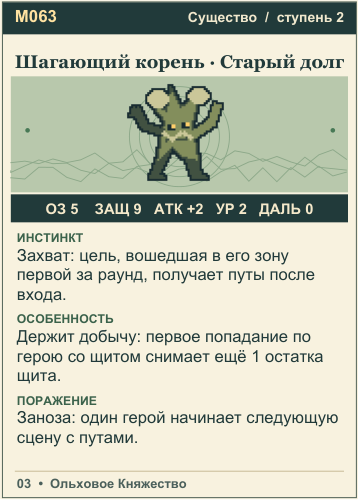 M063
Существо / ступень 2
Шагающий корень · Старый долг
ОЗ 5 ЗАЩ 9 АТК +2 УР 2 ДАЛЬ 0
ИНСТИНКТ
Захват: цель, вошедшая в его зону
первой за раунд, получает путы после
входа.
ОСОБЕННОСТЬ
Держит добычу: первое попадание по
герою со щитом снимает ещё 1 остатка
щита.
ПОРАЖЕНИЕ
Заноза: один герой начинает следующую
сцену с путами.
03 • Ольховое Княжество